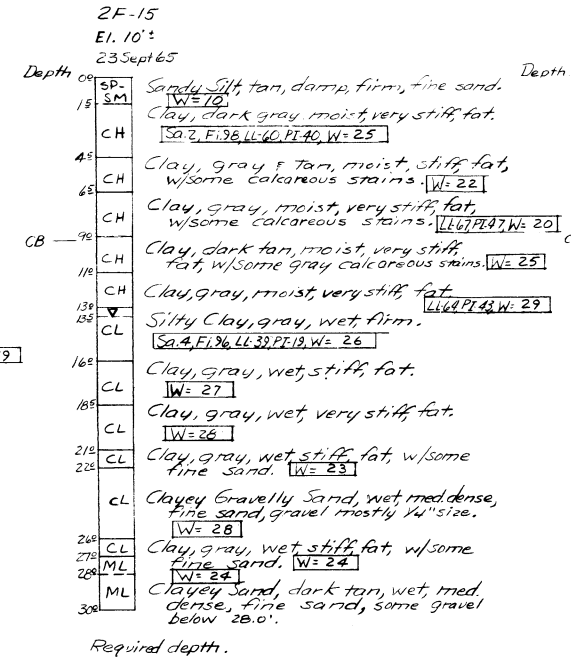 2F-15
El. 10'±
23 Sept 65
Depth
Depth
0.0 SP-SM Sandy Silt, tan, damp, firm, fine sand.
W= 10
1.5
CH Clay, dark gray moist, very stiff, fat.
Sa.2, Fi.98, LL-60, PI-40, W= 25
4.5
CH Clay, gray & tan, moist, stiff, fat,
w/some calcareous stains. W= 22
6.5
CH Clay, gray, moist, very stiff, fat,
w/some calcareous stains. LL-67, PI-47, W= 20
CB 9.0
CH Clay, dark tan, moist, very stiff,
fat, w/some gray calcareous stains. W= 25
11.0
CH Clay, gray, moist, very stiff, fat
LL-64, PI-43, W= 29
13.0
13.5
CL Silty Clay, gray, wet, firm.
Sa.4, Fi.96, LL-39, PI-19, W= 26
9
16.0
CL Clay, gray, wet, stiff, fat.
W= 27
18.5
CL Clay, gray, wet, very stiff, fat.
W=28
21.0
CL Clay, gray, wet, stiff, fat, w/some
fine sand. W= 23
22.0
CL Clayey Gravelly Sand, wet, med. dense,
fine sand, gravel mostly 1/4" size.
W= 28
26.0
CL Clay, gray, wet, stiff, fat, w/some
27.0
ML fine sand. W= 24
W= 24
28.0
ML Clayey Sand, dark tan, wet, med.
dense, fine sand, some gravel
below 28.0'.
30.0
Required depth.